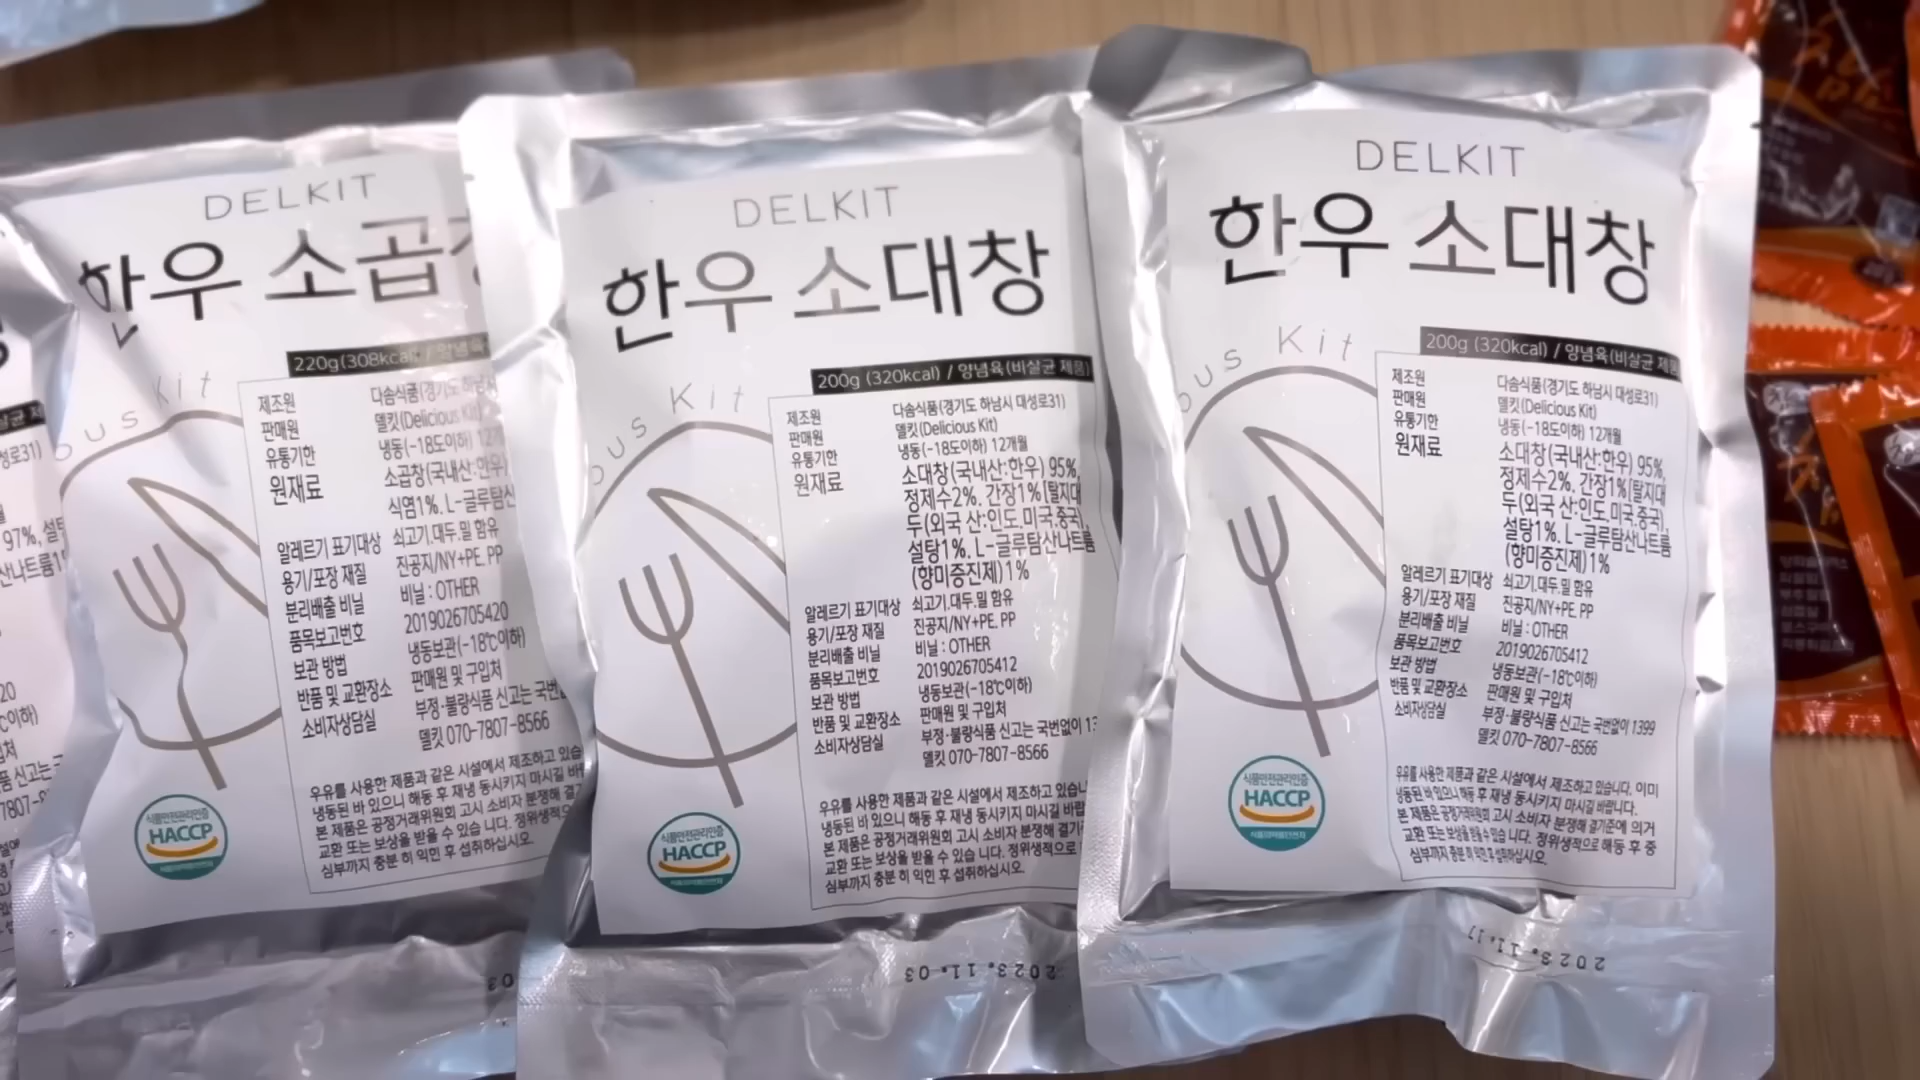 DELKIT
한우 소곱
220g(308kcal) / 양념육
Kit
제조원 다솜식품(경기도 하남시
판매원 델킷(Delicious Kit)
유통기한 냉동(-18도이하) 12개월
원재료 소곱창(국내산:한우)
식염1%. L-글루탐산
알레르기 표기대상 쇠고기.대두.밀 함유
용기/포장 재질 진공지/NY+PE. PP
분리배출 비닐 비닐 : OTHER
품목보고번호 2019026705420
보관 방법 냉동보관(-18℃이하)
반품 및 교환장소 판매원 및 구입처
소비자상담실 부정·불량식품 신고는 국번
델킷 070-7807-8566
우유를 사용한 제품과 같은 시설에서 제조하고 있습
냉동된 바 있으니 해동 후 재냉 동시키지 마시길 바
본 제품은 공정거래위원회 고시 소비자 분쟁해 결기
교환 또는 보상을 받을 수 있습 니다. 정위생적으
심부까지 충분 히 익힌 후 섭취하십시오.
식품안전관리인증
HACCP
03
DELKIT
한우 소대창
200g (320kcal) / 양념육(비살균 제품)
ous Kit
제조원 다솜식품(경기도 하남시 대성로31)
판매원 델킷(Delicious Kit)
유통기한 냉동(-18도이하) 12개월
원재료 소대창(국내산:한우) 95%,
정제수2%. 간장1%[탈지대
두(외국 산:인도.미국.중국),
설탕1%. L-글루탐산나트륨
(향미증진제)1%
알레르기 표기대상 쇠고기.대두.밀 함유
용기/포장 재질 진공지/NY+PE. PP
분리배출 비닐 비닐 : OTHER
품목보고번호 2019026705412
보관 방법 냉동보관(-18℃이하)
반품 및 교환장소 판매원 및 구입처
소비자상담실 부정·불량식품 신고는 국번없이 13
델킷 070-7807-8566
우유를 사용한 제품과 같은 시설에서 제조하고 있습니
냉동된 바 있으니 해동 후 재냉 동시키지 마시길 바랍
본 제품은 공정거래위원회 고시 소비자 분쟁해 결기
교환 또는 보상을 받을 수 있습 니다. 정위생적으로
심부까지 충분 히 익힌 후 섭취하십시오.
식품안전관리인증
HACCP
2023.11.03
DELKIT
한우 소대창
200g (320kcal) / 양념육(비살균 제품
ous Kit
제조원 다솜식품(경기도 하남시 대성로31)
판매원 델킷(Delicious Kit)
유통기한 냉동(-18도이하) 12개월
원재료 소대창(국내산:한우) 95%,
정제수2%. 간장1%[탈지대
두(외국 산:인도.미국.중국),
설탕1%. L-글루탐산나트륨
(향미증진제)1%
알레르기 표기대상 쇠고기.대두.밀 함유
용기/포장 재질 진공지/NY+PE. PP
분리배출 비닐 비닐 : OTHER
품목보고번호 2019026705412
보관 방법 냉동보관(-18℃이하)
반품 및 교환장소 판매원 및 구입처
소비자상담실 부정·불량식품 신고는 국번없이 1399
델킷 070-7807-8566
우유를 사용한 제품과 같은 시설에서 제조하고 있습니다. 이미
냉동된 바 있으니 해동 후 재냉 동시키지 마시길 바랍니다.
본 제품은 공정거래위원회 고시 소비자 분쟁해 결기준에 의거
교환 또는 보상을 받을 수 있습 니다. 정위생적으로 해동 후 중
심부까지 충분 히 익힌 후 섭취하십시오.
식품안전관리인증
HACCP
2023.11.17